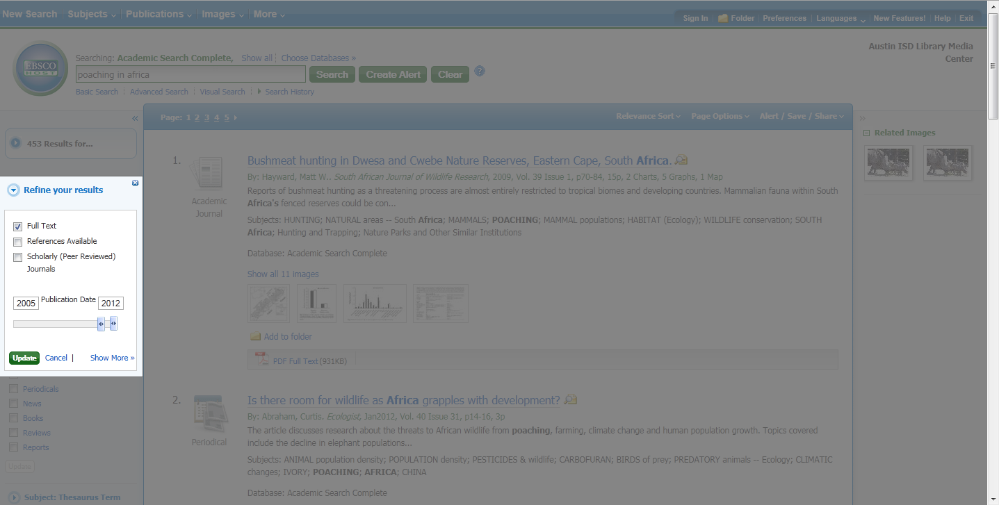 New Search Subjects Publications Images More
Sign In Folder Preferences Languages New Features! Help Exit
EBSCO
HOST
Searching: Academic Search Complete, Show all Choose Databases »
poaching in africa
Search Create Alert Clear ?
Basic Search Advanced Search Visual Search Search History
Austin ISD Library Media
Center
«
453 Results for...
Refine your results
Full Text
References Available
Scholarly (Peer Reviewed)
Journals
2005 Publication Date 2012
Update Cancel | Show More »
Periodicals
News
Books
Reviews
Reports
Update
Subject: Thesaurus Term
Page: 1 2 3 4 5
Relevance Sort Page Options Alert / Save / Share
1.
Academic
Journal
Bushmeat hunting in Dwesa and Cwebe Nature Reserves, Eastern Cape, South Africa.
By: Hayward, Matt W.. South African Journal of Wildlife Research, 2009, Vol. 39 Issue 1, p70-84, 15p, 2 Charts, 5 Graphs, 1 Map
Reports of bushmeat hunting as a threatening process are almost entirely restricted to tropical biomes and developing countries. Mammalian fauna within South
Africa's fenced reserves could be con...
Subjects: HUNTING; NATURAL areas -- South Africa; MAMMALS; POACHING; MAMMAL populations; HABITAT (Ecology); WILDLIFE conservation; SOUTH
Africa; Hunting and Trapping; Nature Parks and Other Similar Institutions
Database: Academic Search Complete
Show all 11 images
Add to folder
PDF Full Text (931KB)
2.
Periodical
Is there room for wildlife as Africa grapples with development?
By: Abraham, Curtis. Ecologist, Jan2012, Vol. 40 Issue 31, p14-16, 3p
The article discusses research about the threats to African wildlife from poaching, farming, climate change and human population growth. Topics covered
include the decline in elephant populations...
Subjects: ANIMAL population density; POPULATION density; PESTICIDES & wildlife; CARBOFURAN; BIRDS of prey; PREDATORY animals -- Ecology; CLIMATIC
changes; IVORY; POACHING; AFRICA; CHINA
Database: Academic Search Complete
»
Related Images